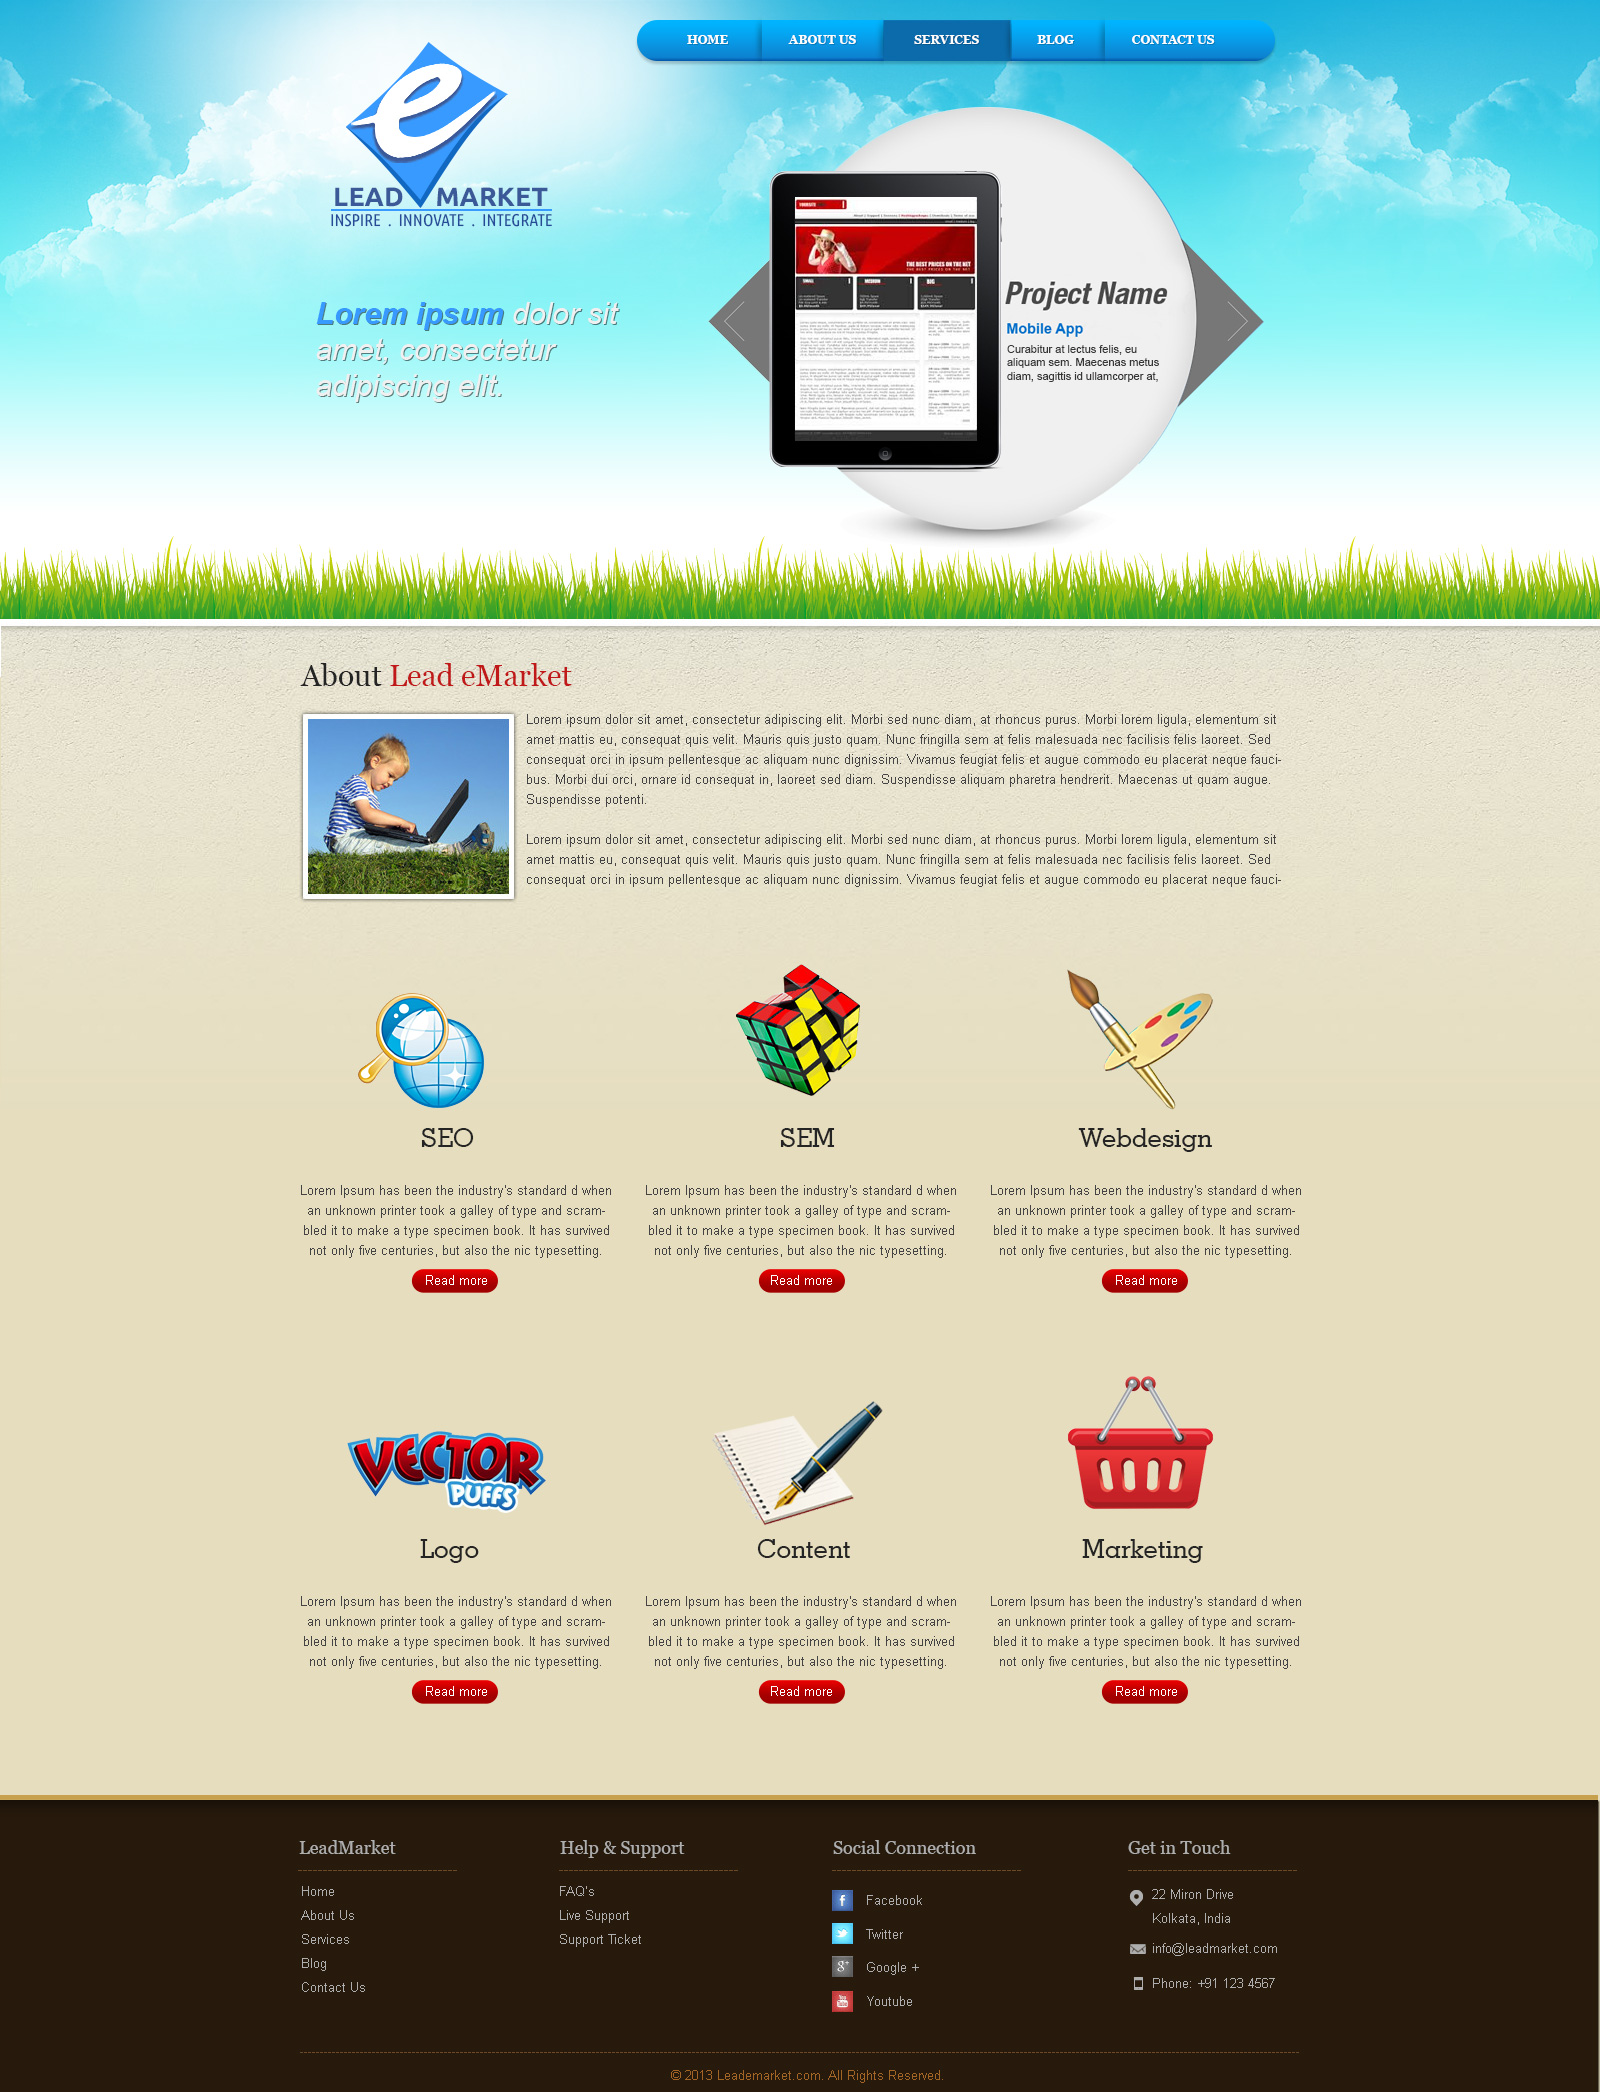 HOME ABOUT US SERVICES BLOG CONTACT US
e
LEAD MARKET
INSPIRE . INNOVATE . INTEGRATE
Lorem ipsum dolor sit
amet, consectetur
adipiscing elit.
THE BEST PRICES ON THE NET
SMALL MEDIUM BIG
Project Name
Mobile App
Curabitur at lectus felis, eu
aliquam sem. Maecenas metus
diam, sagittis id ullamcorper at,
About Lead eMarket
Lorem ipsum dolor sit amet, consectetur adipiscing elit. Morbi sed nunc diam, at rhoncus purus. Morbi lorem ligula, elementum sit
amet mattis eu, consequat quis velit. Mauris quis justo quam. Nunc fringilla sem at felis malesuada nec facilisis felis laoreet. Sed
consequat orci in ipsum pellentesque ac aliquam nunc dignissim. Vivamus feugiat felis et augue commodo eu placerat neque fauci-
bus. Morbi dui orci, ornare id consequat in, laoreet sed diam. Suspendisse aliquam pharetra hendrerit. Maecenas ut quam augue.
Suspendisse potenti.
Lorem ipsum dolor sit amet, consectetur adipiscing elit. Morbi sed nunc diam, at rhoncus purus. Morbi lorem ligula, elementum sit
amet mattis eu, consequat quis velit. Mauris quis justo quam. Nunc fringilla sem at felis malesuada nec facilisis felis laoreet. Sed
consequat orci in ipsum pellentesque ac aliquam nunc dignissim. Vivamus feugiat felis et augue commodo eu placerat neque fauci-
SEO
Lorem Ipsum has been the industry's standard d when
an unknown printer took a galley of type and scram-
bled it to make a type specimen book. It has survived
not only five centuries, but also the nic typesetting.
Read more
SEM
Lorem Ipsum has been the industry's standard d when
an unknown printer took a galley of type and scram-
bled it to make a type specimen book. It has survived
not only five centuries, but also the nic typesetting.
Read more
Webdesign
Lorem Ipsum has been the industry's standard d when
an unknown printer took a galley of type and scram-
bled it to make a type specimen book. It has survived
not only five centuries, but also the nic typesetting.
Read more
VECTOR
PUFFS
Logo
Lorem Ipsum has been the industry's standard d when
an unknown printer took a galley of type and scram-
bled it to make a type specimen book. It has survived
not only five centuries, but also the nic typesetting.
Read more
Content
Lorem Ipsum has been the industry's standard d when
an unknown printer took a galley of type and scram-
bled it to make a type specimen book. It has survived
not only five centuries, but also the nic typesetting.
Read more
Marketing
Lorem Ipsum has been the industry's standard d when
an unknown printer took a galley of type and scram-
bled it to make a type specimen book. It has survived
not only five centuries, but also the nic typesetting.
Read more
LeadMarket
Home
About Us
Services
Blog
Contact Us
Help & Support
FAQ's
Live Support
Support Ticket
Social Connection
Facebook
Twitter
Google +
Youtube
Get in Touch
22 Miron Drive
Kolkata, India
info@leadmarket.com
Phone: +91 123 4567
© 2013 Leademarket.com. All Rights Reserved.